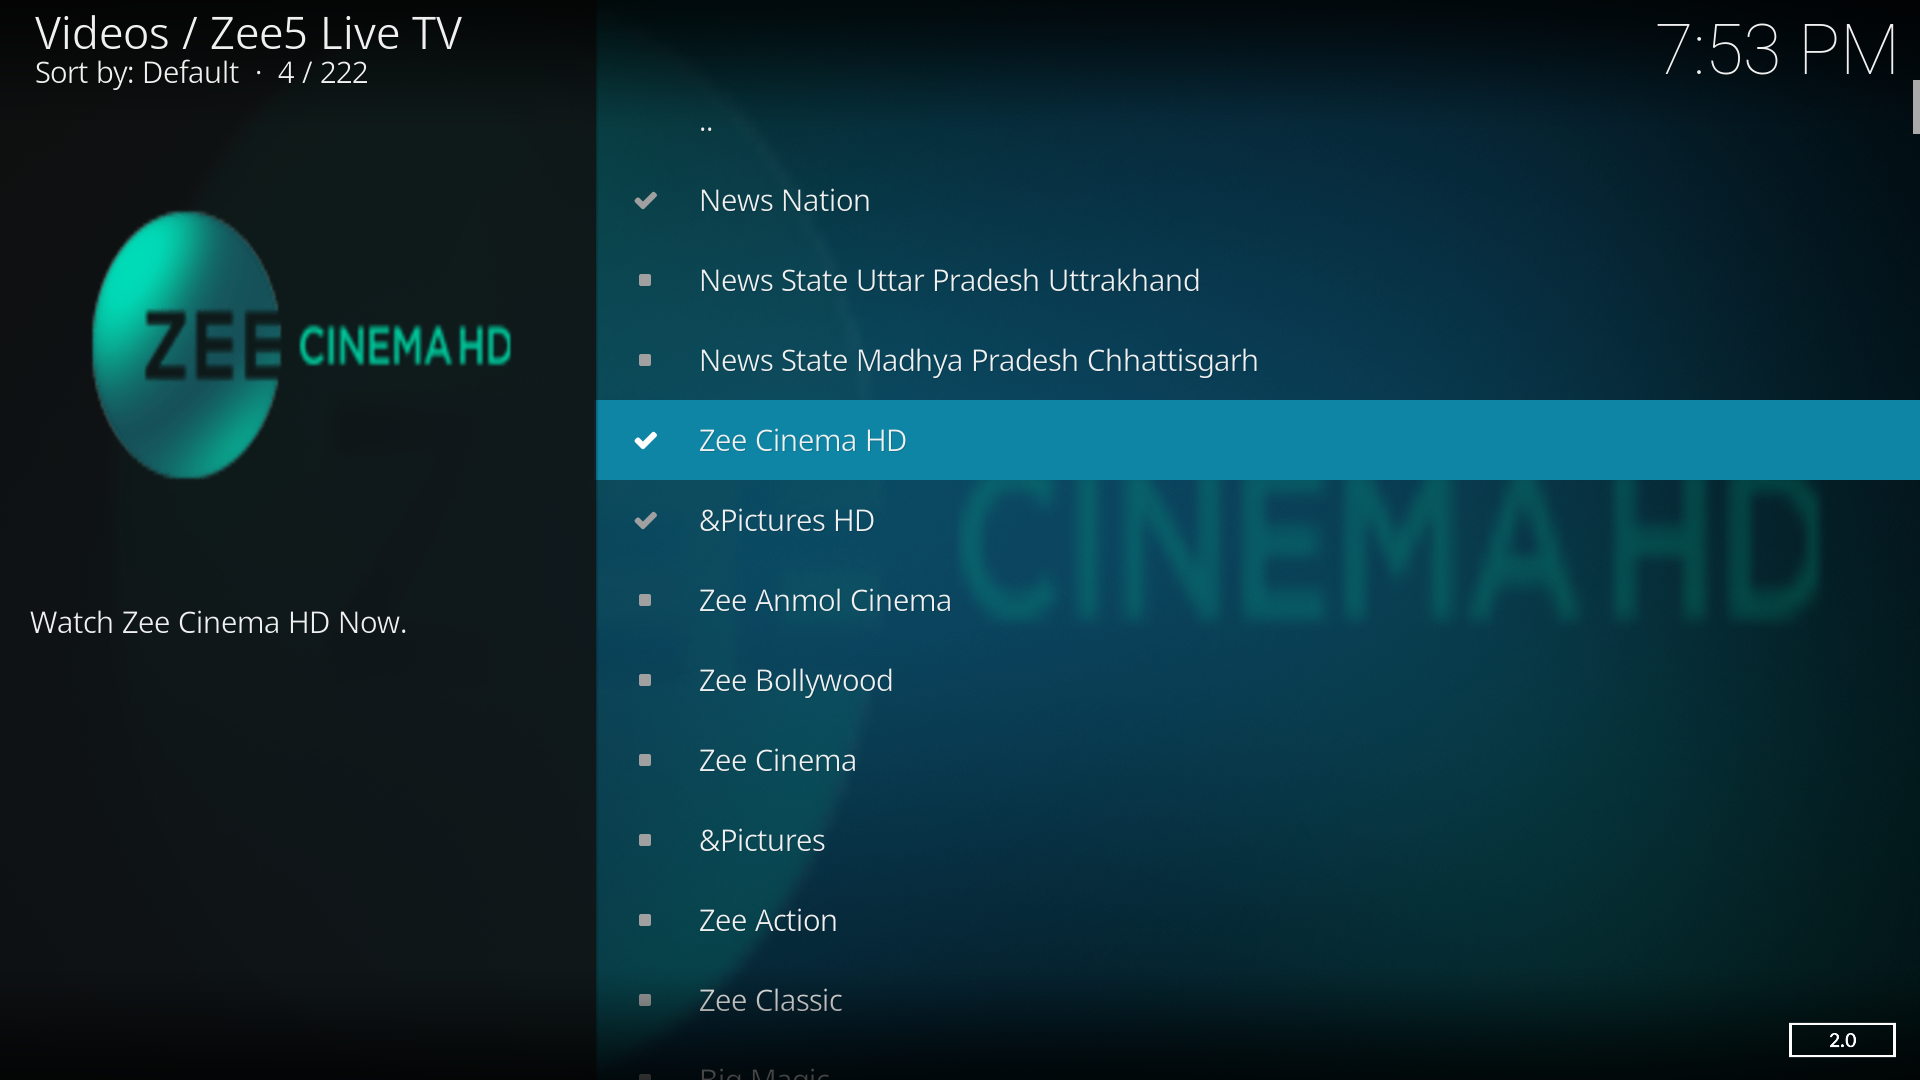 Videos / Zee5 Live TV
Sort by: Default · 4 / 222
7:53 PM
ZEE CINEMA HD
Watch Zee Cinema HD Now.
..
News Nation
News State Uttar Pradesh Uttrakhand
News State Madhya Pradesh Chhattisgarh
Zee Cinema HD
&Pictures HD
Zee Anmol Cinema
Zee Bollywood
Zee Cinema
&Pictures
Zee Action
Zee Classic
Big Magic
CINEMA HD
2.0